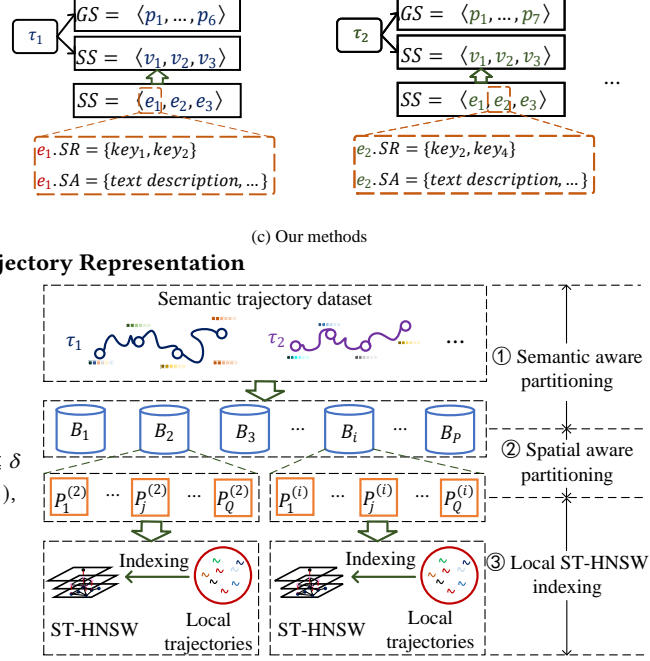 GS = ⟨p₁, …, p₆⟩
τ₁
SS = ⟨v₁, v₂, v₃⟩
SS = ⟨e₁, e₂, e₃⟩
e₁.SR = {key₁, key₂}
e₁.SA = {text description, …}
GS = ⟨p₁, …, p₇⟩
τ₂
SS = ⟨v₁, v₂, v₃⟩
SS = ⟨e₁, e₂, e₃⟩
...
e₂.SR = {key₂, key₄}
e₂.SA = {text description, …}
(c) Our methods
jectory Representation
Semantic trajectory dataset
τ₁ τ₂ ...
① Semantic aware
partitioning
B₁ B₂ B₃ ... Bᵢ ... B_P
② Spatial aware
partitioning
δ
),
P₁⁽²⁾ ... Pⱼ⁽²⁾ ... P_Q⁽²⁾ P₁⁽ⁱ⁾ ... Pⱼ⁽ⁱ⁾ ... P_Q⁽ⁱ⁾
③ Local ST-HNSW
indexing
Indexing
ST-HNSW
Local
trajectories
Indexing
ST-HNSW
Local
trajectories